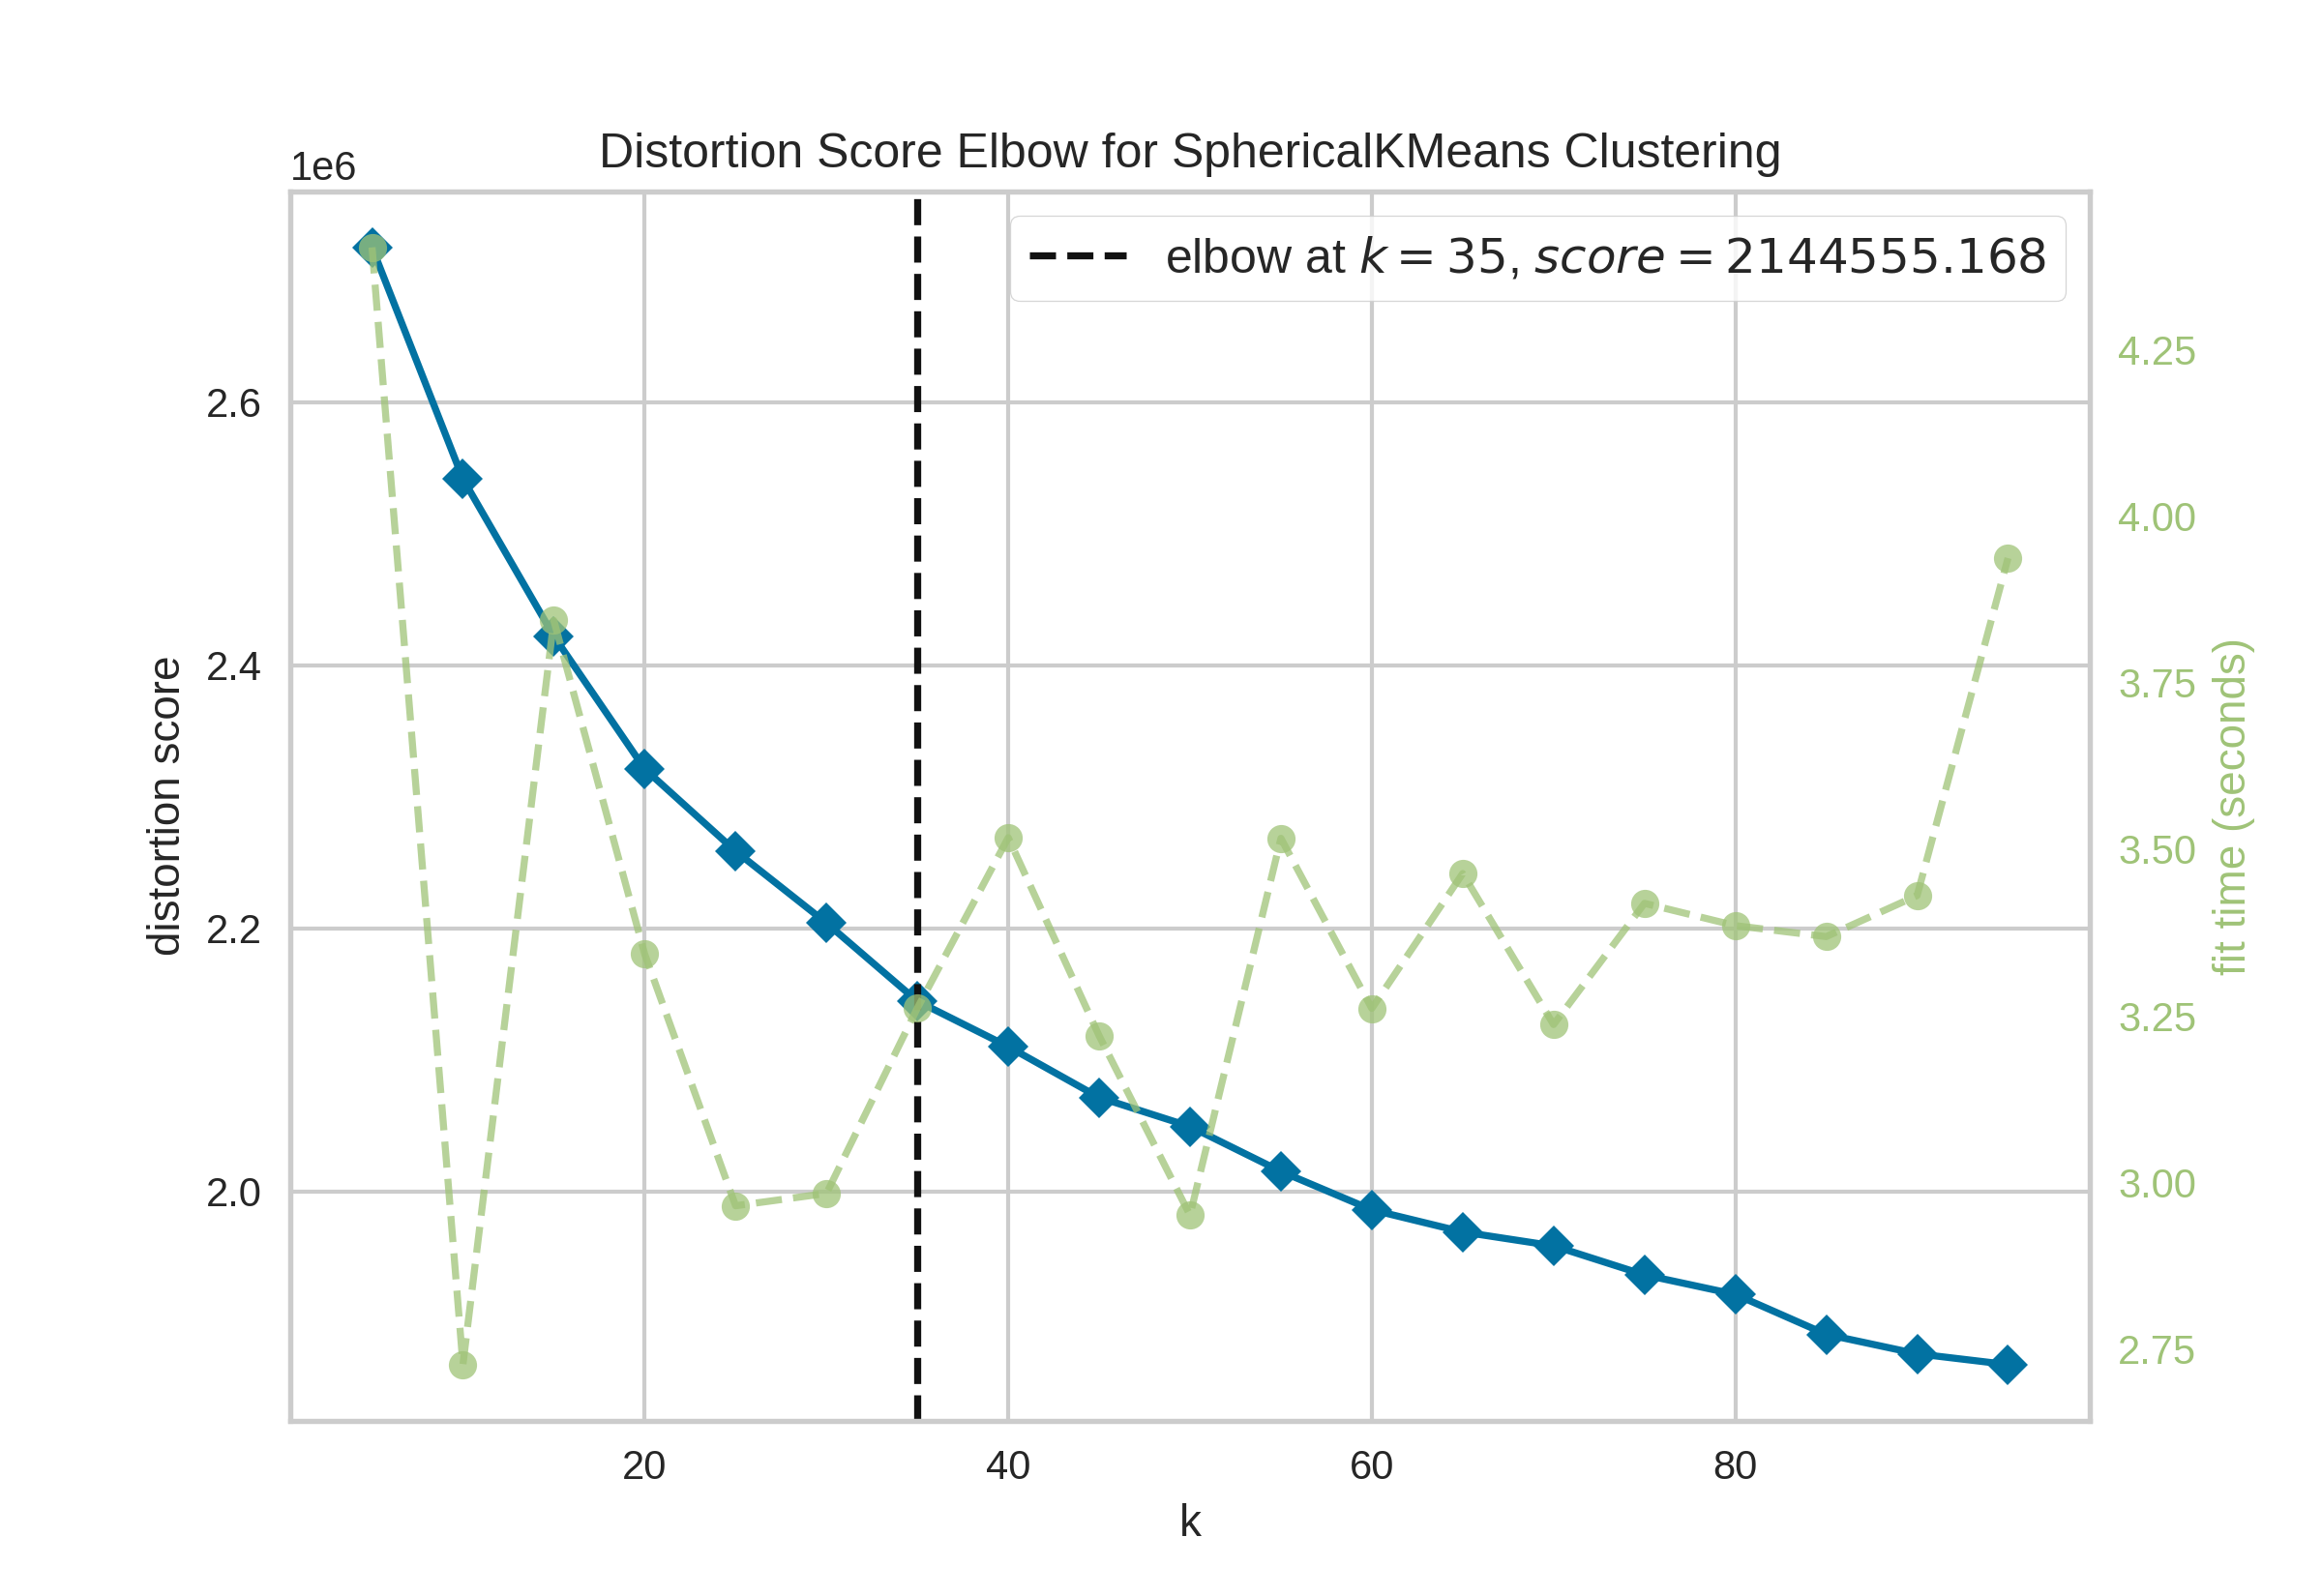 Distortion Score Elbow for SphericalKMeans Clustering
1e6
elbow at k = 35, score = 2144555.168
2.6
2.4
2.2
2.0
distortion score
4.25
4.00
3.75
3.50
3.25
3.00
2.75
fit time (seconds)
20 40 60 80
k